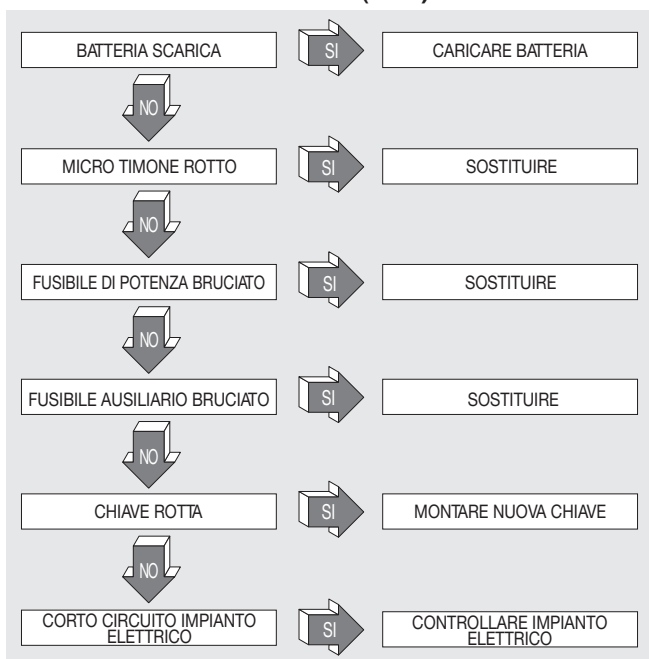 BATTERIA SCARICA
SI
CARICARE BATTERIA
NO
MICRO TIMONE ROTTO
SI
SOSTITUIRE
NO
FUSIBILE DI POTENZA BRUCIATO
SI
SOSTITUIRE
NO
FUSIBILE AUSILIARIO BRUCIATO
SI
SOSTITUIRE
NO
CHIAVE ROTTA
SI
MONTARE NUOVA CHIAVE
NO
CORTO CIRCUITO IMPIANTO
ELETTRICO
SI
CONTROLLARE IMPIANTO
ELETTRICO